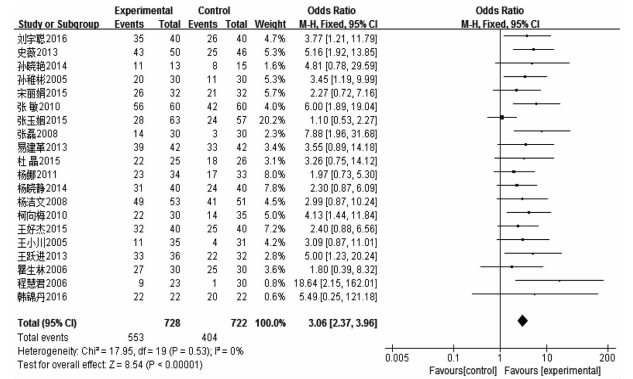 Experimental Control Odds Ratio Odds Ratio
Study or Subgroup Events Total Events Total Weight M-H, Fixed, 95% CI M-H, Fixed, 95% CI
刘宇聪2016 35 40 26 40 4.7% 3.77 [1.21, 11.79]
史薇2013 43 50 25 46 5.6% 5.16 [1.92, 13.85]
孙晓艳2014 11 13 8 15 1.8% 4.81 [0.78, 29.59]
孙稚彬2005 20 30 11 30 5.6% 3.45 [1.19, 9.99]
宋丽娟2015 26 32 21 32 5.7% 2.27 [0.72, 7.16]
张 敏2010 56 60 42 60 4.2% 6.00 [1.89, 19.04]
张玉姻2015 28 63 24 57 20.2% 1.10 [0.53, 2.27]
张磊2008 14 30 3 30 2.5% 7.88 [1.96, 31.68]
易建革2013 39 42 33 42 3.4% 3.55 [0.89, 14.18]
杜 晶2015 22 25 18 26 3.0% 3.26 [0.75, 14.12]
杨娜2011 23 34 17 33 7.5% 1.97 [0.73, 5.30]
杨晓静2014 31 40 24 40 7.5% 2.30 [0.87, 6.09]
杨洁文2008 49 53 41 51 4.5% 2.99 [0.87, 10.24]
柯向梅2010 22 30 14 35 4.6% 4.13 [1.44, 11.84]
王好杰2015 32 40 25 40 6.8% 2.40 [0.88, 6.56]
王小川2005 11 35 4 31 4.1% 3.09 [0.87, 11.01]
王跃进2013 33 36 22 32 2.7% 5.00 [1.23, 20.24]
瞿生林2006 27 30 25 30 3.7% 1.80 [0.39, 8.32]
程慧君2006 9 23 1 30 0.8% 18.64 [2.15, 162.01]
韩锦丹2016 22 22 20 22 0.7% 5.49 [0.25, 121.18]
Total (95% CI) 728 722 100.0% 3.06 [2.37, 3.96]
Total events 553 404
Heterogeneity: Chi² = 17.95, df = 19 (P = 0.53); I² = 0%
Test for overall effect: Z = 8.54 (P < 0.00001)
0.005 0.1 1 10 200
Favours[control] Favours [experimental]